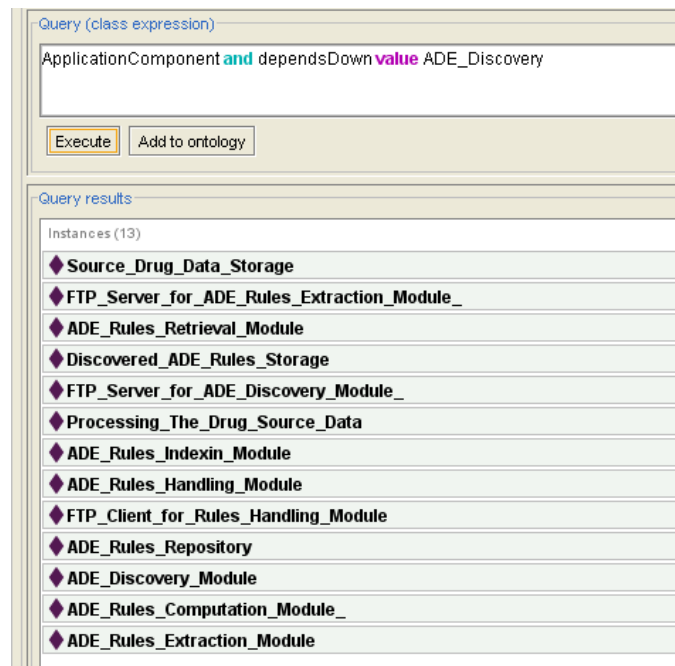 Query (class expression)
ApplicationComponent and dependsDown value ADE_Discovery
Execute Add to ontology
Query results
Instances (13)
Source_Drug_Data_Storage
FTP_Server_for_ADE_Rules_Extraction_Module_
ADE_Rules_Retrieval_Module
Discovered_ADE_Rules_Storage
FTP_Server_for_ADE_Discovery_Module_
Processing_The_Drug_Source_Data
ADE_Rules_Indexin_Module
ADE_Rules_Handling_Module
FTP_Client_for_Rules_Handling_Module
ADE_Rules_Repository
ADE_Discovery_Module
ADE_Rules_Computation_Module_
ADE_Rules_Extraction_Module